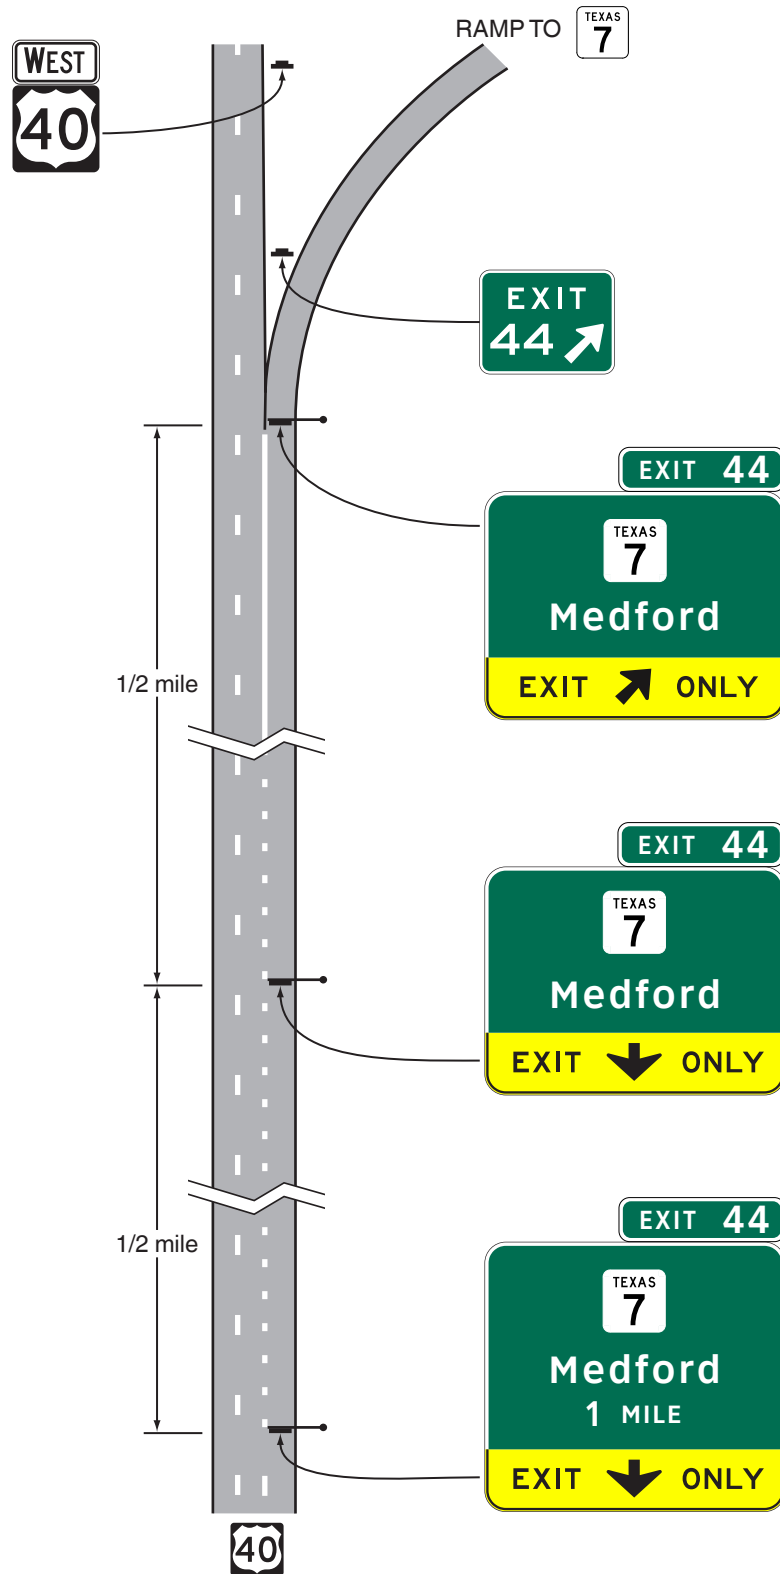 RAMP TO TEXAS
7
WEST
40
EXIT
44
EXIT 44
TEXAS
7
Medford
EXIT ONLY
1/2 mile
EXIT 44
TEXAS
7
Medford
EXIT ONLY
1/2 mile
EXIT 44
TEXAS
7
Medford
1 MILE
EXIT ONLY
40